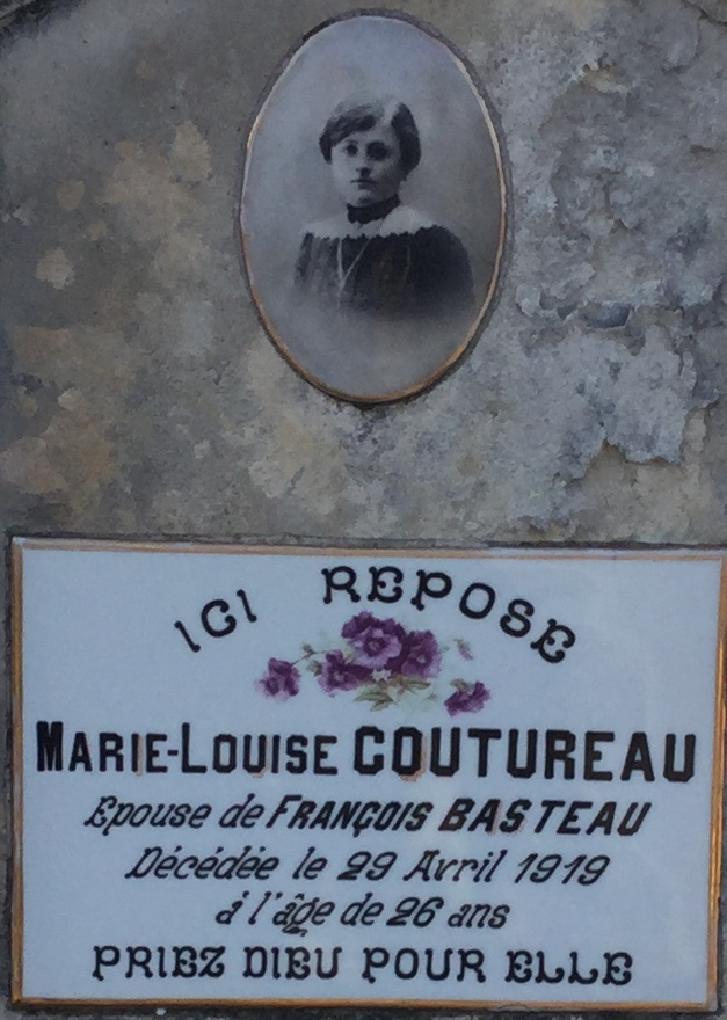 ICI REPOSE
MARIE-LOUISE COUTUREAU
Epouse de FRANÇOIS BASTEAU
Décédée le 29 Avril 1919
à l'âge de 26 ans
PRIEZ DIEU POUR ELLE